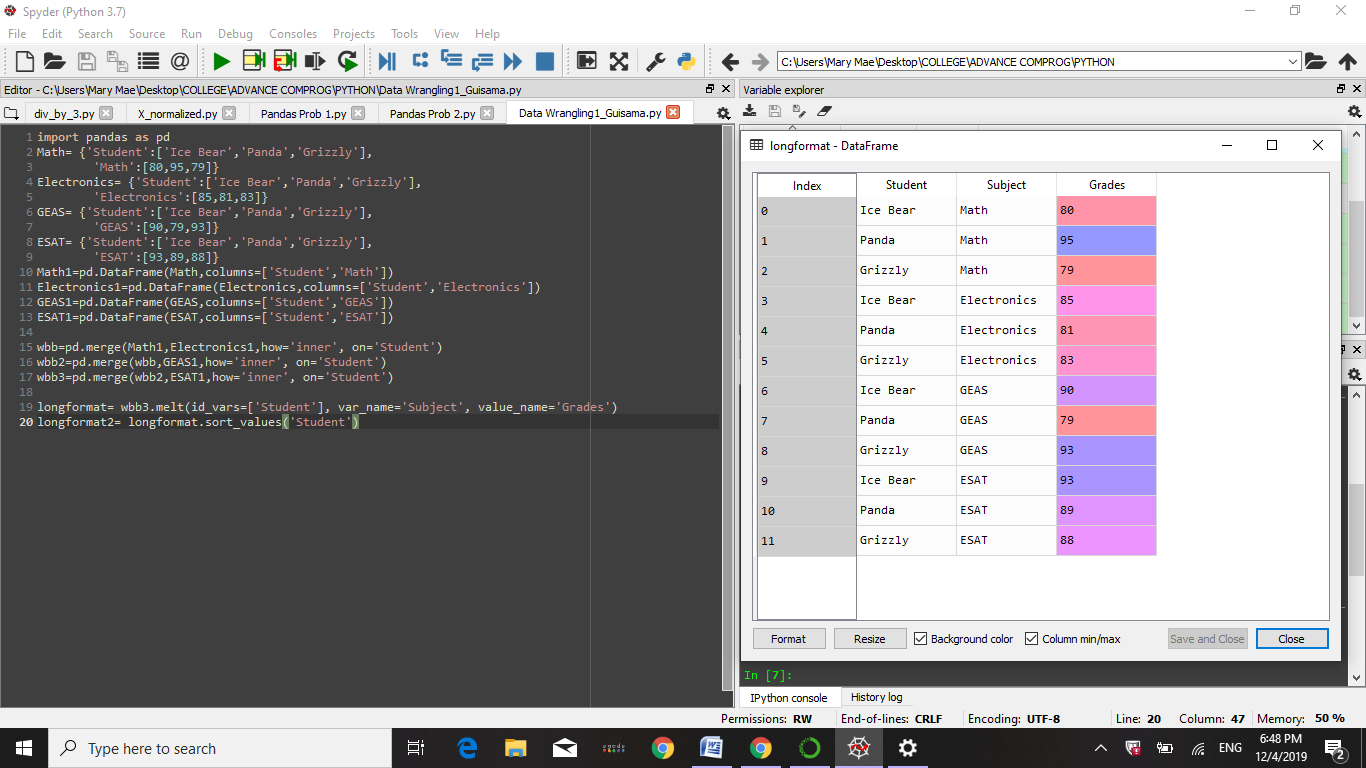 Spyder (Python 3.7)
File Edit Search Source Run Debug Consoles Projects Tools View Help
C:\Users\Mary Mae\Desktop\COLLEGE\ADVANCE COMPROG\PYTHON
Editor - C:\Users\Mary Mae\Desktop\COLLEGE\ADVANCE COMPROG\PYTHON\Data Wrangling1_Guisama.py
div_by_3.py X_normalized.py Pandas Prob 1.py Pandas Prob 2.py Data Wrangling1_Guisama.py
1 import pandas as pd
2 Math= {'Student':['Ice Bear','Panda','Grizzly'],
3 'Math':[80,95,79]}
4 Electronics= {'Student':['Ice Bear','Panda','Grizzly'],
5 'Electronics':[85,81,83]}
6 GEAS= {'Student':['Ice Bear','Panda','Grizzly'],
7 'GEAS':[90,79,93]}
8 ESAT= {'Student':['Ice Bear','Panda','Grizzly'],
9 'ESAT':[93,89,88]}
10 Math1=pd.DataFrame(Math,columns=['Student','Math'])
11 Electronics1=pd.DataFrame(Electronics,columns=['Student','Electronics'])
12 GEAS1=pd.DataFrame(GEAS,columns=['Student','GEAS'])
13 ESAT1=pd.DataFrame(ESAT,columns=['Student','ESAT'])
14
15 wbb=pd.merge(Math1,Electronics1,how='inner', on='Student')
16 wbb2=pd.merge(wbb,GEAS1,how='inner', on='Student')
17 wbb3=pd.merge(wbb2,ESAT1,how='inner', on='Student')
18
19 longformat= wbb3.melt(id_vars=['Student'], var_name='Subject', value_name='Grades')
20 longformat2= longformat.sort_values('Student')
Variable explorer
longformat - DataFrame
Index Student Subject Grades
0 Ice Bear Math 80
1 Panda Math 95
2 Grizzly Math 79
3 Ice Bear Electronics 85
4 Panda Electronics 81
5 Grizzly Electronics 83
6 Ice Bear GEAS 90
7 Panda GEAS 79
8 Grizzly GEAS 93
9 Ice Bear ESAT 93
10 Panda ESAT 89
11 Grizzly ESAT 88
Format Resize Background color Column min/max Save and Close Close
In [7]:
IPython console History log
Permissions: RW End-of-lines: CRLF Encoding: UTF-8 Line: 20 Column: 47 Memory: 50 %
Type here to search
ENG
6:48 PM
12/4/2019
2